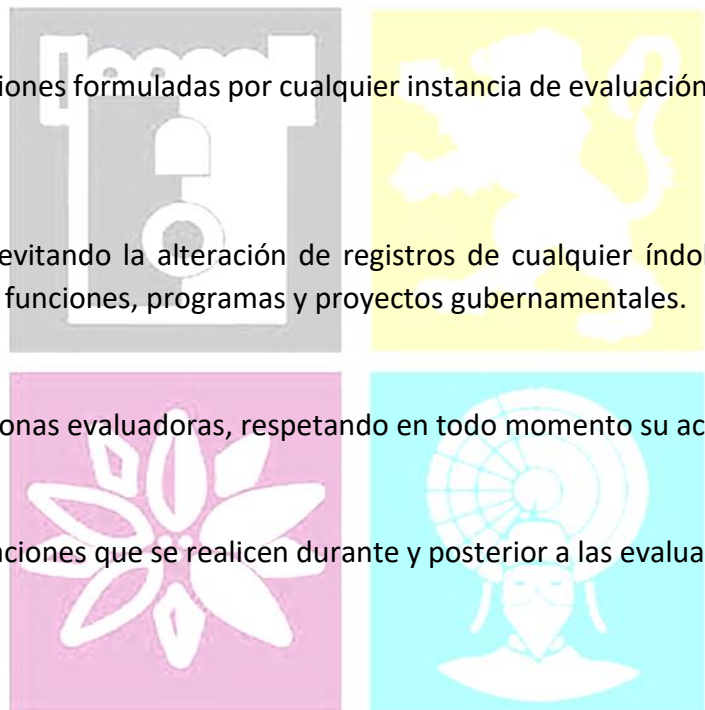 iones formuladas por cualquier instancia de evaluación
evitando la alteración de registros de cualquier índol
funciones, programas y proyectos gubernamentales.
onas evaluadoras, respetando en todo momento su ac
aciones que se realicen durante y posterior a las evalua